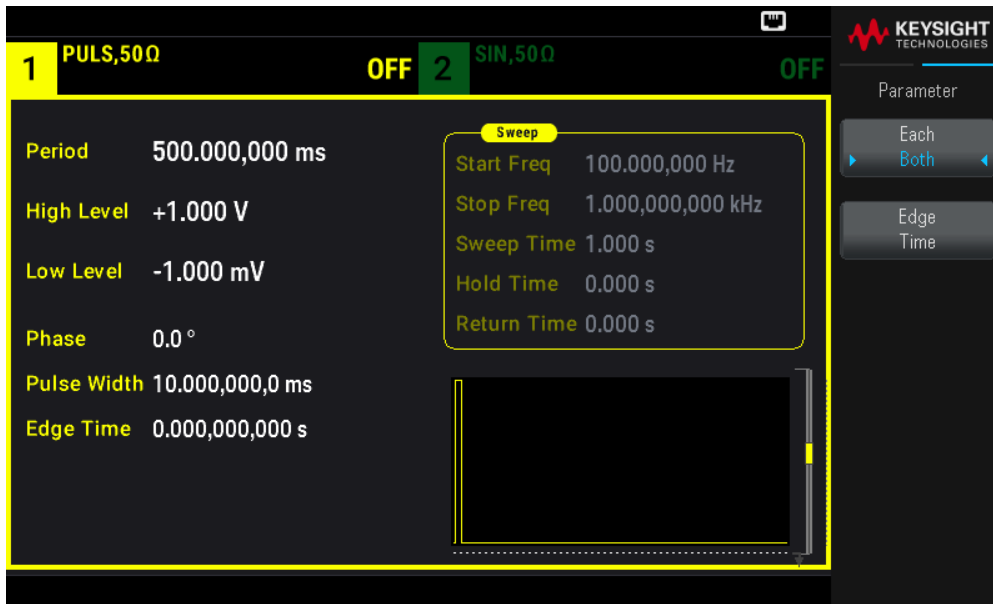 KEYSIGHT
TECHNOLOGIES
1 PULS,50Ω OFF
2 SIN,50Ω OFF
Parameter
Each
Both
Edge
Time
Period 500.000,000 ms
High Level +1.000 V
Low Level -1.000 mV
Phase 0.0 °
Pulse Width 10.000,000,0 ms
Edge Time 0.000,000,000 s
Sweep
Start Freq 100.000,000 Hz
Stop Freq 1.000,000,000 kHz
Sweep Time 1.000 s
Hold Time 0.000 s
Return Time 0.000 s